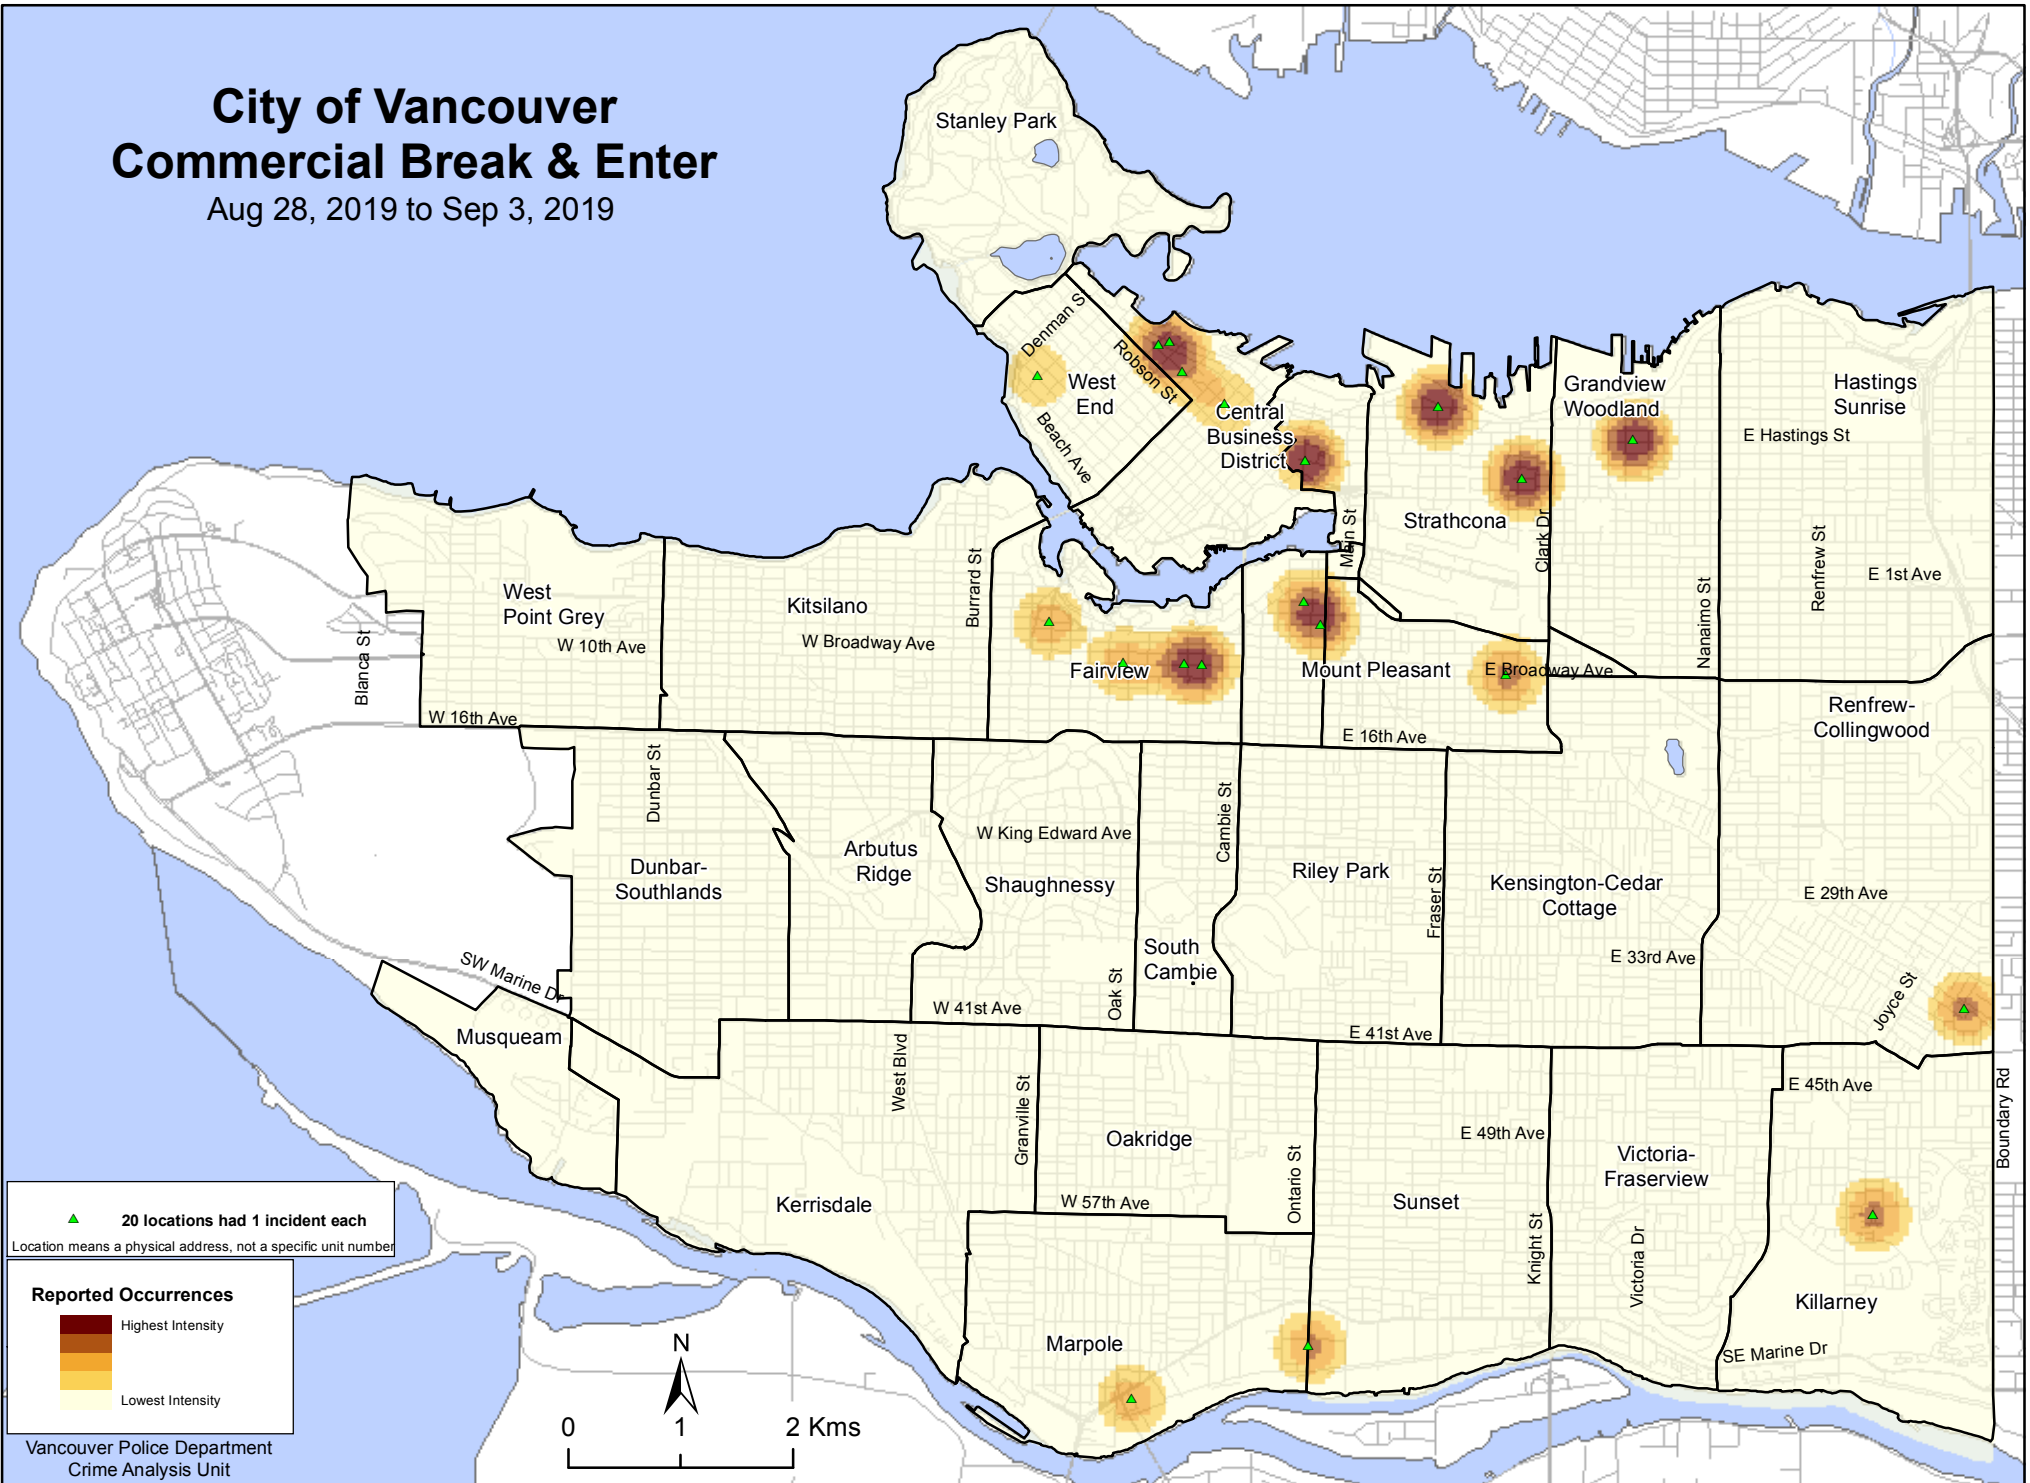 City of Vancouver
Commercial Break & Enter
Aug 28, 2019 to Sep 3, 2019
Stanley Park
Denman St
Robson St
West
End
Beach Ave
Central
Business
District
Main St
Strathcona
Clark Dr
Grandview
Woodland
Hastings
Sunrise
E Hastings St
Nanaimo St
Renfrew St
E 1st Ave
West
Point Grey
W 10th Ave
Blanca St
W 16th Ave
Kitsilano
W Broadway Ave
Burrard St
Fairview
Mount Pleasant
E Broadway Ave
E 16th Ave
Renfrew-
Collingwood
Dunbar St
Dunbar-
Southlands
Arbutus
Ridge
W King Edward Ave
Shaughnessy
Cambie St
South
Cambie
Oak St
W 41st Ave
Riley Park
Fraser St
Kensington-Cedar
Cottage
E 29th Ave
E 33rd Ave
Joyce St
E 41st Ave
SW Marine Dr
Musqueam
West Blvd
Granville St
Oakridge
W 57th Ave
Ontario St
Kerrisdale
Sunset
E 49th Ave
Knight St
Victoria-
Fraserview
Victoria Dr
E 45th Ave
Boundary Rd
Killarney
SE Marine Dr
Marpole
20 locations had 1 incident each
Location means a physical address, not a specific unit number
Reported Occurrences
Highest Intensity
Lowest Intensity
Vancouver Police Department
Crime Analysis Unit
N
0 1 2 Kms